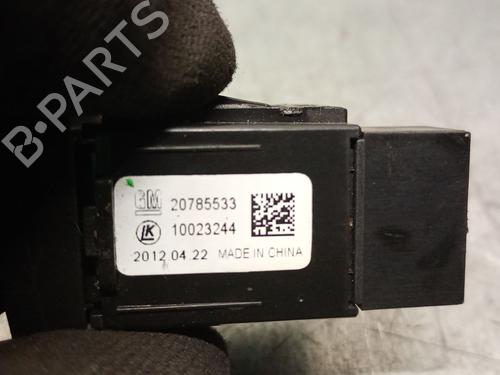 B-PARTS
GM 20785533
LK 10023244
2012.04.22 MADE IN CHINA